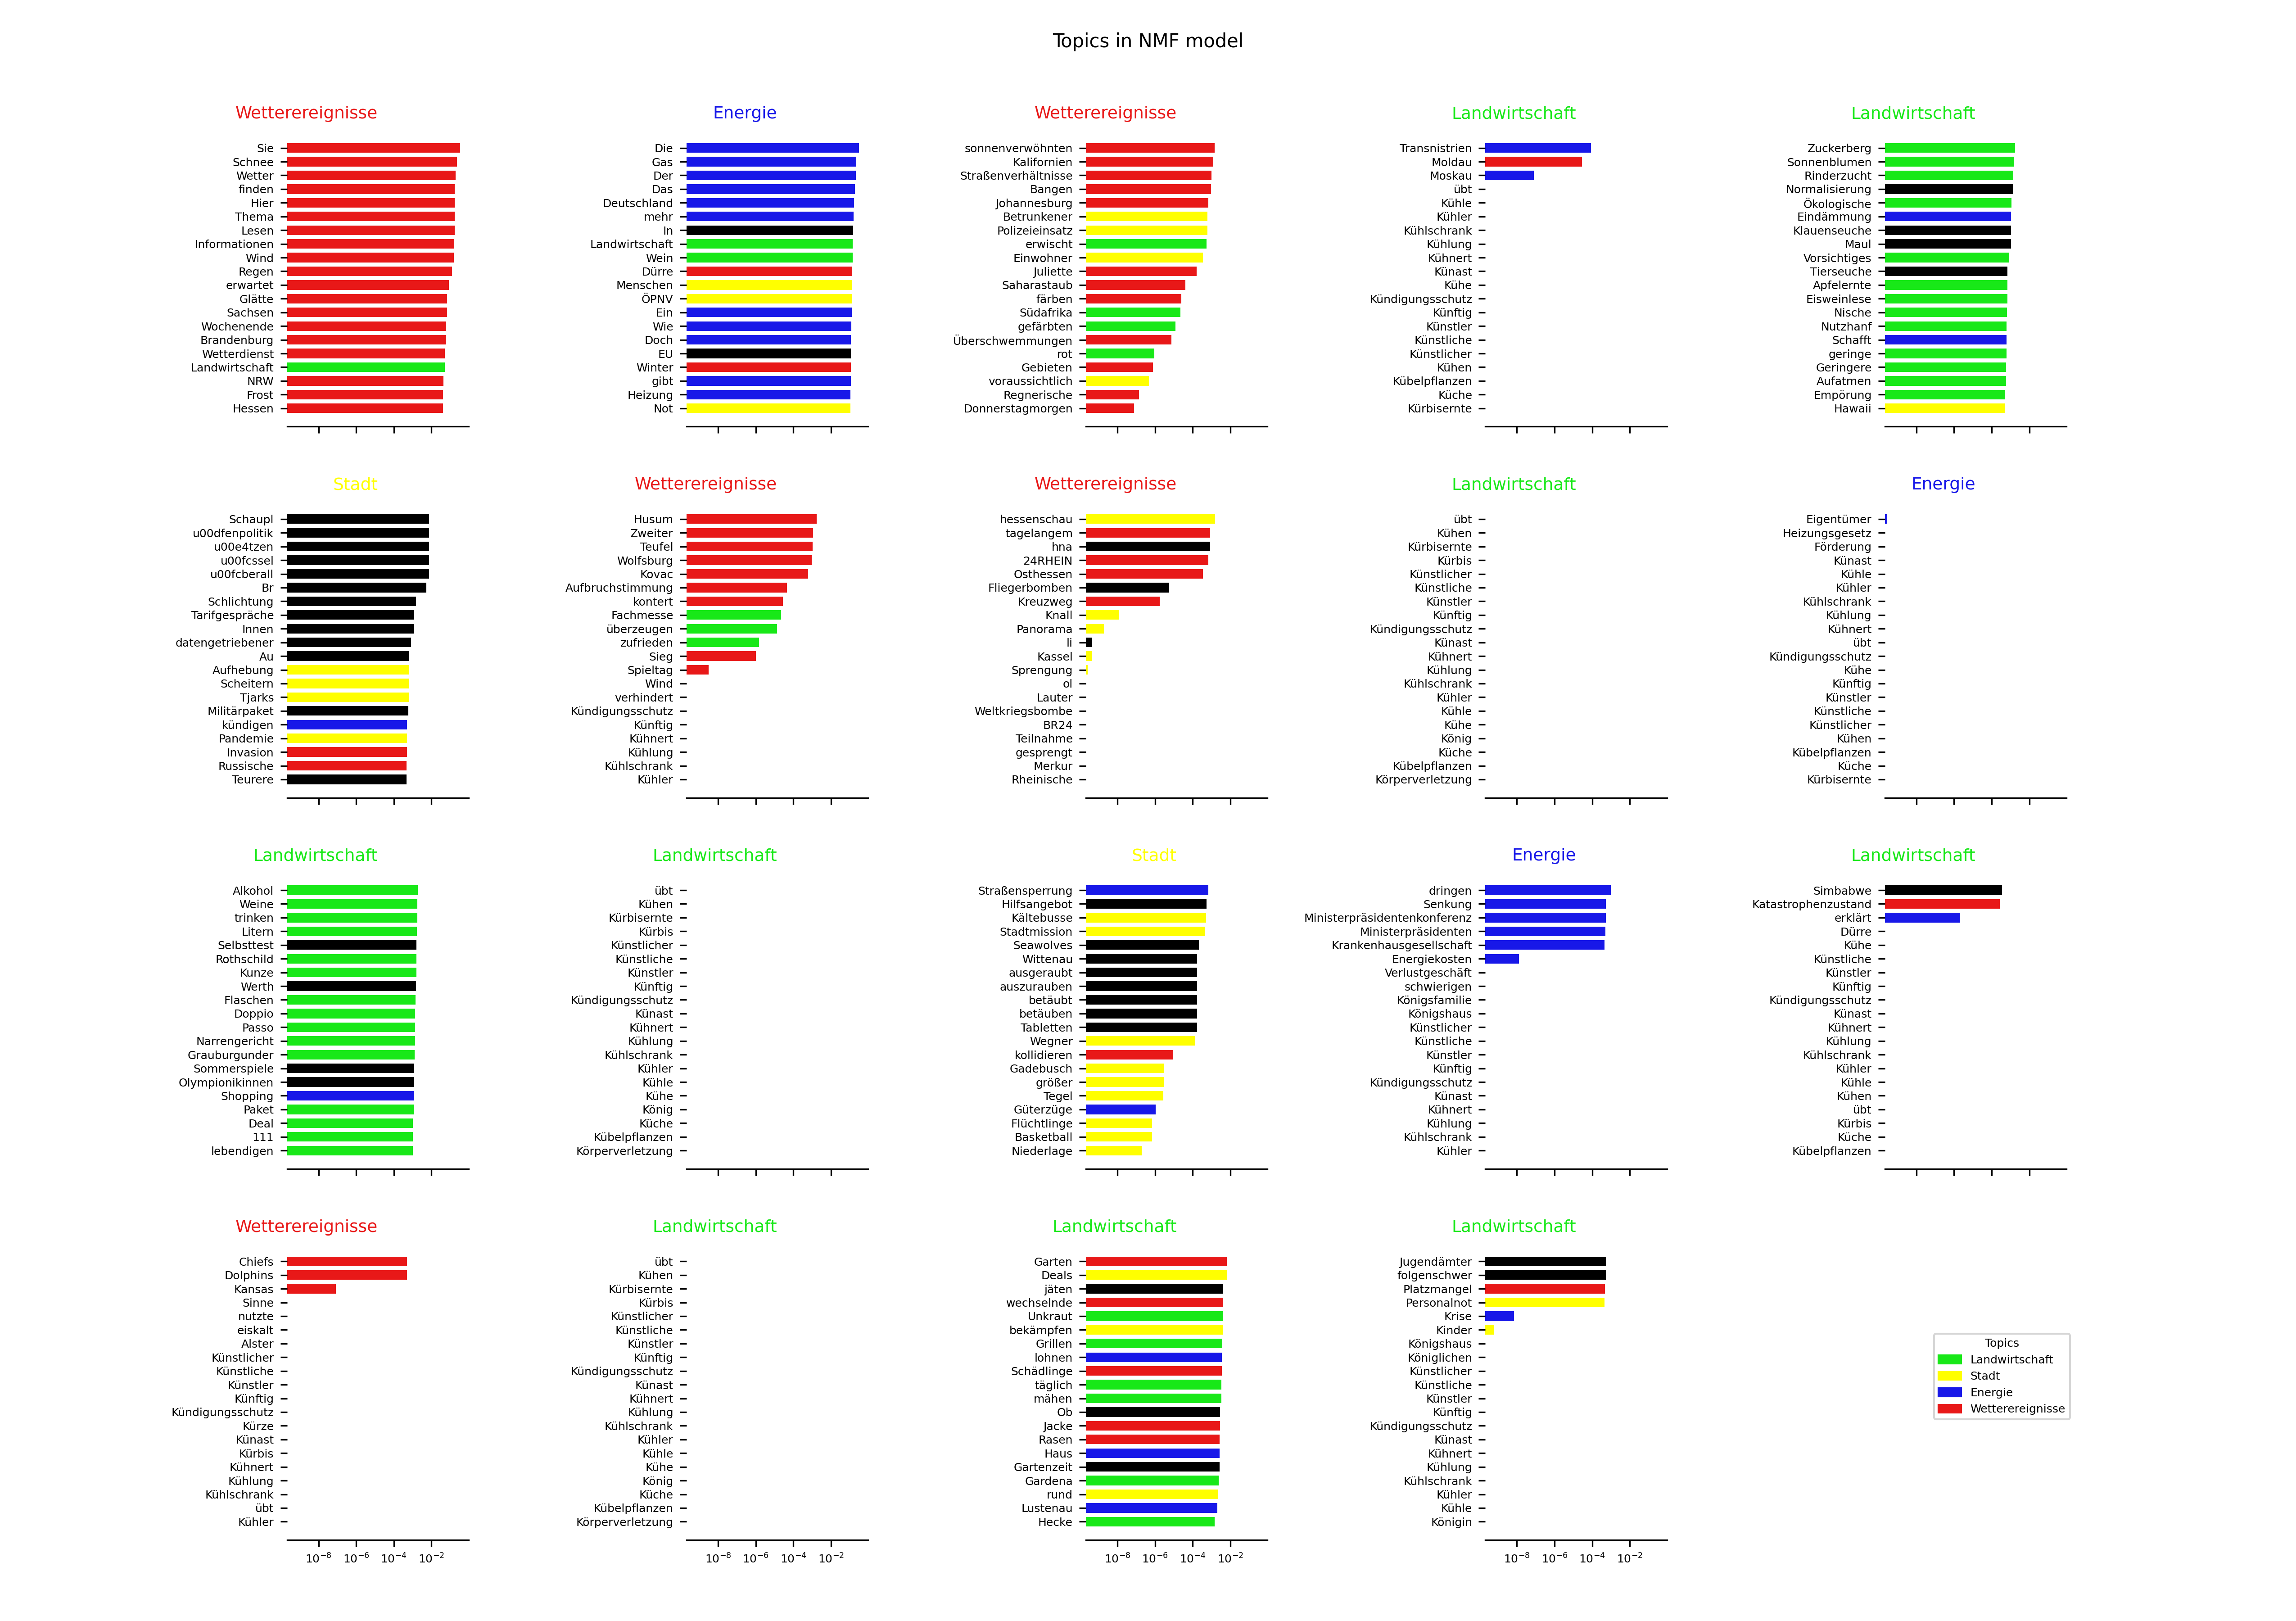 Topics in NMF model
Wetterereignisse
Sie
Schnee
Wetter
finden
Hier
Thema
Lesen
Informationen
Wind
Regen
erwartet
Glätte
Sachsen
Wochenende
Brandenburg
Wetterdienst
Landwirtschaft
NRW
Frost
Hessen
Energie
Die
Gas
Der
Das
Deutschland
mehr
In
Landwirtschaft
Wein
Dürre
Menschen
ÖPNV
Ein
Wie
Doch
EU
Winter
gibt
Heizung
Not
Wetterereignisse
sonnenverwöhnten
Kalifornien
Straßenverhältnisse
Bangen
Johannesburg
Betrunkener
Polizeieinsatz
erwischt
Einwohner
Juliette
Saharastaub
färben
Südafrika
gefärbten
Überschwemmungen
rot
Gebieten
voraussichtlich
Regnerische
Donnerstagmorgen
Landwirtschaft
Transnistrien
Moldau
Moskau
übt
Kühle
Kühler
Kühlschrank
Kühlung
Kühnert
Künast
Kühe
Kündigungsschutz
Künftig
Künstler
Künstliche
Künstlicher
Kühen
Kübelpflanzen
Küche
Kürbisernte
Landwirtschaft
Zuckerberg
Sonnenblumen
Rinderzucht
Normalisierung
Ökologische
Eindämmung
Klauenseuche
Maul
Vorsichtiges
Tierseuche
Apfelernte
Eisweinlese
Nische
Nutzhanf
Schafft
geringe
Geringere
Aufatmen
Empörung
Hawaii
Stadt
Schaupl
u00dfenpolitik
u00e4tzen
u00fcssel
u00fcberall
Br
Schlichtung
Tarifgespräche
Innen
datengetriebener
Au
Aufhebung
Scheitern
Tjarks
Militärpaket
kündigen
Pandemie
Invasion
Russische
Teurere
Wetterereignisse
Husum
Zweiter
Teufel
Wolfsburg
Kovac
Aufbruchstimmung
kontert
Fachmesse
überzeugen
zufrieden
Sieg
Spieltag
Wind
verhindert
Kündigungsschutz
Künftig
Kühnert
Kühlung
Kühlschrank
Kühler
Wetterereignisse
hessenschau
tagelangem
hna
24RHEIN
Osthessen
Fliegerbomben
Kreuzweg
Knall
Panorama
li
Kassel
Sprengung
ol
Lauter
Weltkriegsbombe
BR24
Teilnahme
gesprengt
Merkur
Rheinische
Landwirtschaft
übt
Kühen
Kürbisernte
Kürbis
Künstlicher
Künstliche
Künstler
Künftig
Kündigungsschutz
Künast
Kühnert
Kühlung
Kühlschrank
Kühler
Kühle
Kühe
König
Küche
Kübelpflanzen
Körperverletzung
Energie
Eigentümer
Heizungsgesetz
Förderung
Künast
Kühle
Kühler
Kühlschrank
Kühlung
Kühnert
übt
Kündigungsschutz
Kühe
Künftig
Künstler
Künstliche
Künstlicher
Kühen
Kübelpflanzen
Küche
Kürbisernte
Landwirtschaft
Alkohol
Weine
trinken
Litern
Selbsttest
Rothschild
Kunze
Werth
Flaschen
Doppio
Passo
Narrengericht
Grauburgunder
Sommerspiele
Olympionikinnen
Shopping
Paket
Deal
111
lebendigen
Landwirtschaft
übt
Kühen
Kürbisernte
Kürbis
Künstlicher
Künstliche
Künstler
Künftig
Kündigungsschutz
Künast
Kühnert
Kühlung
Kühlschrank
Kühler
Kühle
Kühe
König
Küche
Kübelpflanzen
Körperverletzung
Stadt
Straßensperrung
Hilfsangebot
Kältebusse
Stadtmission
Seawolves
Wittenau
ausgeraubt
auszurauben
betäubt
betäuben
Tabletten
Wegner
kollidieren
Gadebusch
größer
Tegel
Güterzüge
Flüchtlinge
Basketball
Niederlage
Energie
dringen
Senkung
Ministerpräsidentenkonferenz
Ministerpräsidenten
Krankenhausgesellschaft
Energiekosten
Verlustgeschäft
schwierigen
Königsfamilie
Königshaus
Künstlicher
Künstliche
Künstler
Künftig
Kündigungsschutz
Künast
Kühnert
Kühlung
Kühlschrank
Kühler
Landwirtschaft
Simbabwe
Katastrophenzustand
erklärt
Dürre
Kühe
Künstliche
Künstler
Künftig
Kündigungsschutz
Künast
Kühnert
Kühlung
Kühlschrank
Kühler
Kühle
Kühen
übt
Kürbis
Küche
Kübelpflanzen
Wetterereignisse
Chiefs
Dolphins
Kansas
Sinne
nutzte
eiskalt
Alster
Künstlicher
Künstliche
Künstler
Künftig
Kündigungsschutz
Kürze
Künast
Kürbis
Kühnert
Kühlung
Kühlschrank
übt
Kühler
10⁻⁸ 10⁻⁶ 10⁻⁴ 10⁻²
Landwirtschaft
übt
Kühen
Kürbisernte
Kürbis
Künstlicher
Künstliche
Künstler
Künftig
Kündigungsschutz
Künast
Kühnert
Kühlung
Kühlschrank
Kühler
Kühle
Kühe
König
Küche
Kübelpflanzen
Körperverletzung
10⁻⁸ 10⁻⁶ 10⁻⁴ 10⁻²
Landwirtschaft
Garten
Deals
jäten
wechselnde
Unkraut
bekämpfen
Grillen
lohnen
Schädlinge
täglich
mähen
Ob
Jacke
Rasen
Haus
Gartenzeit
Gardena
rund
Lustenau
Hecke
10⁻⁸ 10⁻⁶ 10⁻⁴ 10⁻²
Landwirtschaft
Jugendämter
folgenschwer
Platzmangel
Personalnot
Krise
Kinder
Königshaus
Königlichen
Künstlicher
Künstliche
Künstler
Künftig
Kündigungsschutz
Künast
Kühnert
Kühlung
Kühlschrank
Kühler
Kühle
Königin
10⁻⁸ 10⁻⁶ 10⁻⁴ 10⁻²
Topics
Landwirtschaft
Stadt
Energie
Wetterereignisse